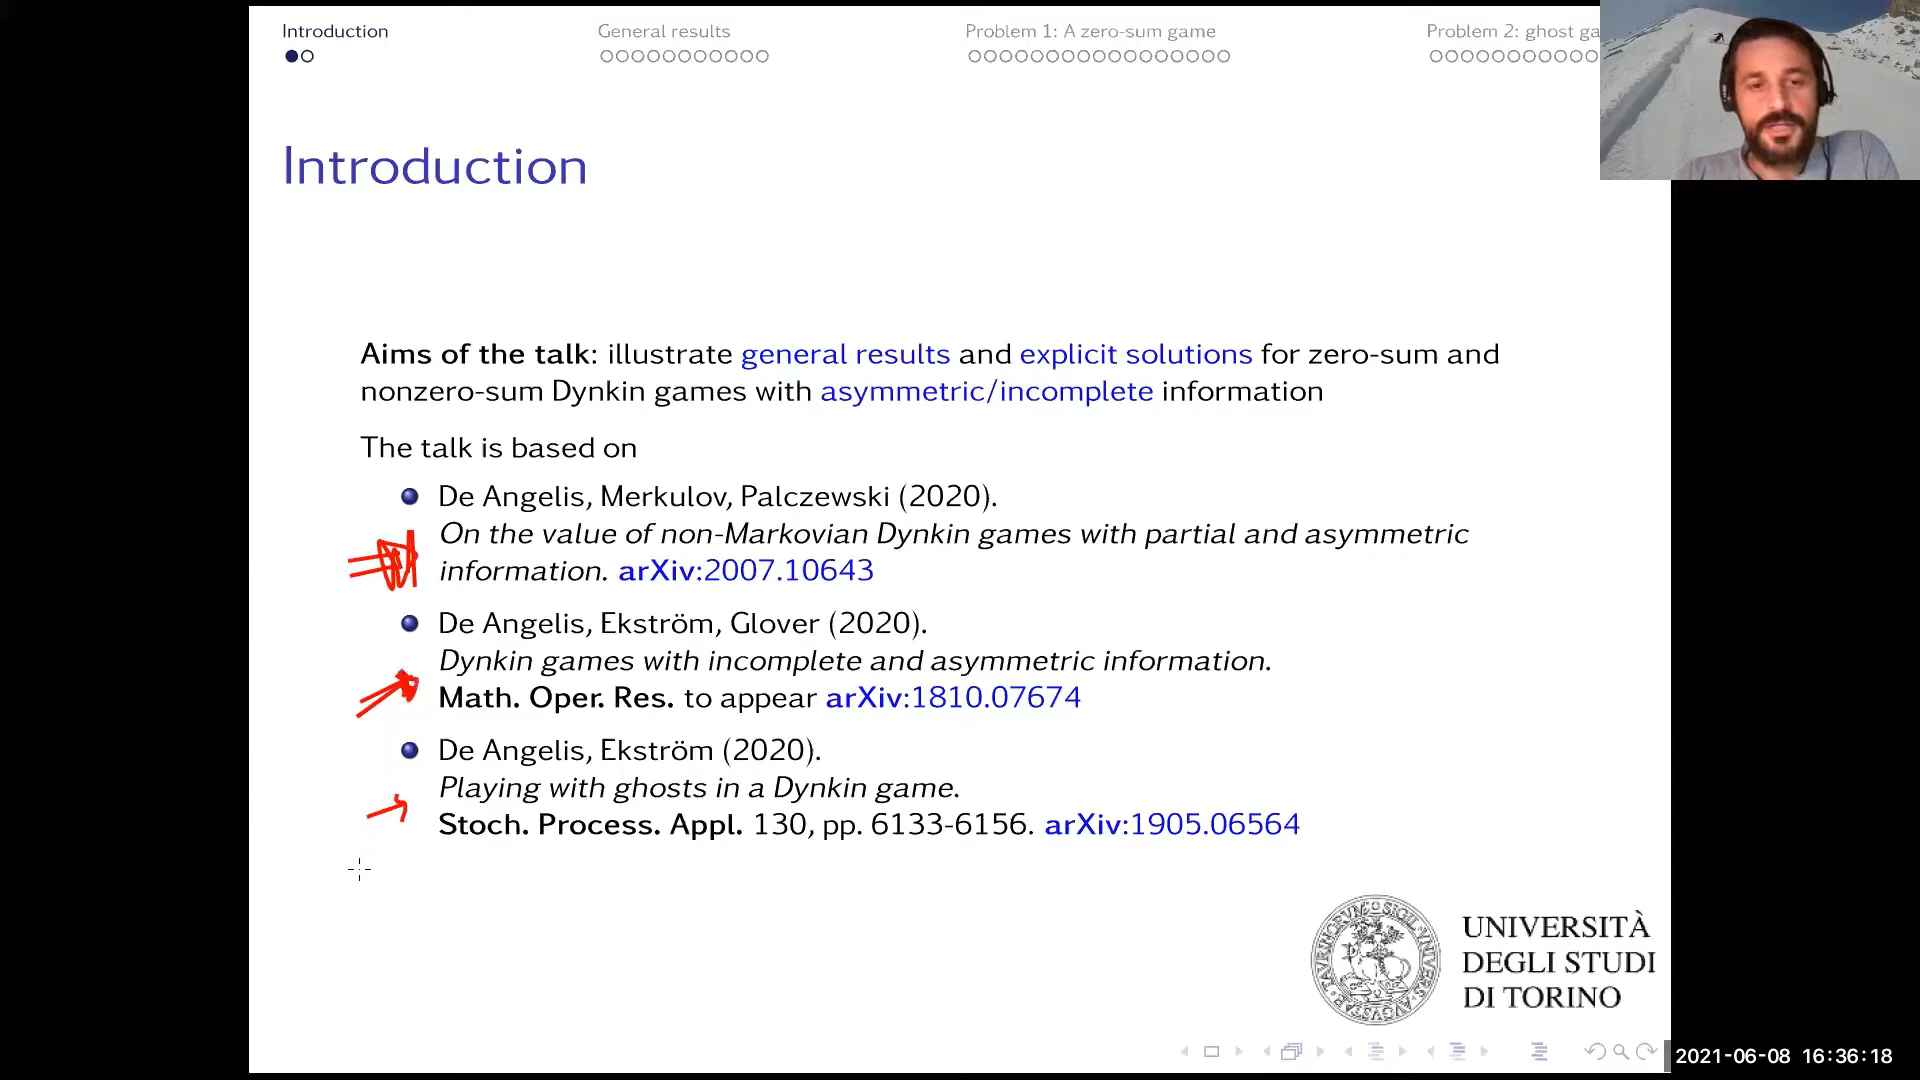 Introduction
General results
Problem 1: A zero-sum game
Problem 2: ghost ga
Introduction
Aims of the talk: illustrate general results and explicit solutions for zero-sum and
nonzero-sum Dynkin games with asymmetric/incomplete information
The talk is based on
De Angelis, Merkulov, Palczewski (2020).
On the value of non-Markovian Dynkin games with partial and asymmetric
information. arXiv:2007.10643
De Angelis, Ekström, Glover (2020).
Dynkin games with incomplete and asymmetric information.
Math. Oper. Res. to appear arXiv:1810.07674
De Angelis, Ekström (2020).
Playing with ghosts in a Dynkin game.
Stoch. Process. Appl. 130, pp. 6133-6156. arXiv:1905.06564
UNIVERSITÀ
DEGLI STUDI
DI TORINO
2021-06-08 16:36:18